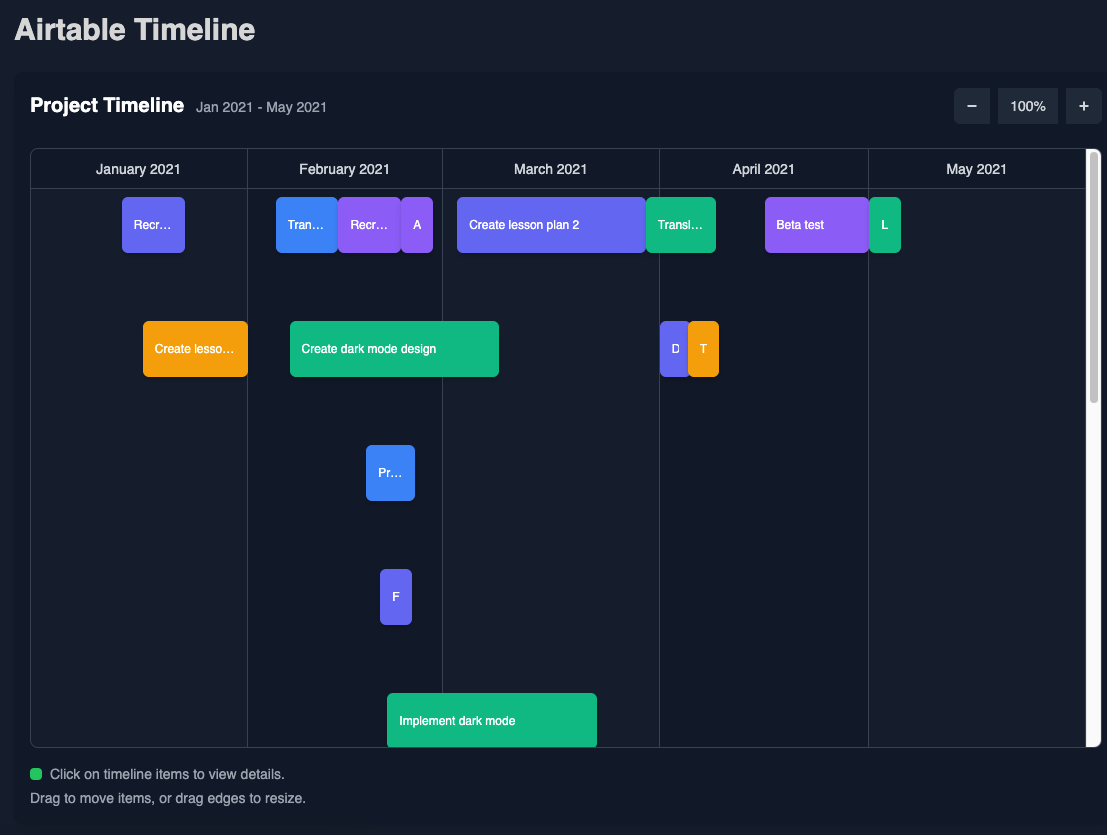 Airtable Timeline
Project Timeline Jan 2021 - May 2021 − 100% +
January 2021 February 2021 March 2021 April 2021 May 2021
Recr... Tran... Recr... A Create lesson plan 2 Transl... Beta test L
Create lesso... Create dark mode design D T
Pr...
F
Implement dark mode
Click on timeline items to view details.
Drag to move items, or drag edges to resize.